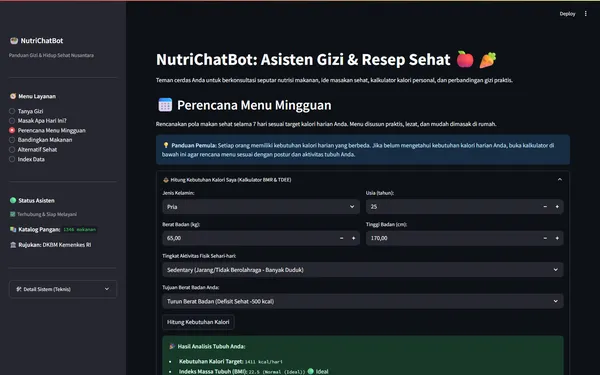 Deploy
NutriChatBot
Panduan Gizi & Hidup Sehat Nusantara
Menu Layanan
Tanya Gizi
Masak Apa Hari Ini?
Perencana Menu Mingguan
Bandingkan Makanan
Alternatif Sehat
Index Data
Status Asisten
Terhubung & Siap Melayani
Katalog Pangan: 1346 makanan
Rujukan: DKBM Kemenkes RI
Detail Sistem (Teknis)
NutriChatBot: Asisten Gizi & Resep Sehat
Teman cerdas Anda untuk berkonsultasi seputar nutrisi makanan, ide masakan sehat, kalkulator kalori personal, dan perbandingan gizi praktis.
Perencana Menu Mingguan
Rencanakan pola makan sehat selama 7 hari sesuai target kalori harian Anda. Menu disusun praktis, lezat, dan mudah dimasak di rumah.
Panduan Pemula: Setiap orang memiliki kebutuhan kalori harian yang berbeda. Jika belum mengetahui kebutuhan kalori harian Anda, buka kalkulator di
bawah ini agar rencana menu sesuai dengan postur dan aktivitas tubuh Anda.
Hitung Kebutuhan Kalori Saya (Kalkulator BMR & TDEE)
Jenis Kelamin: Usia (tahun):
Pria 25
Berat Badan (kg): Tinggi Badan (cm):
65,00 170,00
Tingkat Aktivitas Fisik Sehari-hari:
Sedentary (Jarang/Tidak Berolahraga - Banyak Duduk)
Tujuan Berat Badan Anda:
Turun Berat Badan (Defisit Sehat -500 kcal)
Hitung Kebutuhan Kalori
Hasil Analisis Tubuh Anda:
Kebutuhan Kalori Target: 1411 kcal/hari
Indeks Massa Tubuh (BMI): 22.5 (Normal (Ideal)) Ideal